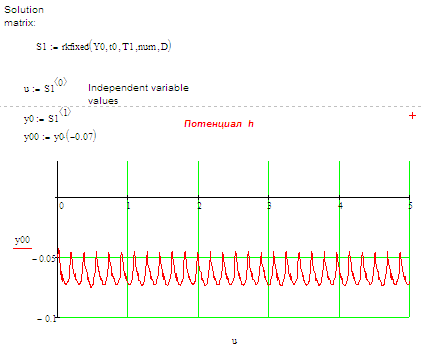 Solution
matrix:
S1 := rkfixed(Y0, t0, T1, num, D)
u := S1⟨0⟩
Independent variable
values
y0 := S1⟨1⟩
Потенциал h
y00 := y0·(−0.07)
0 1 2 3 4 5
y00
−0.05
−0.1
u